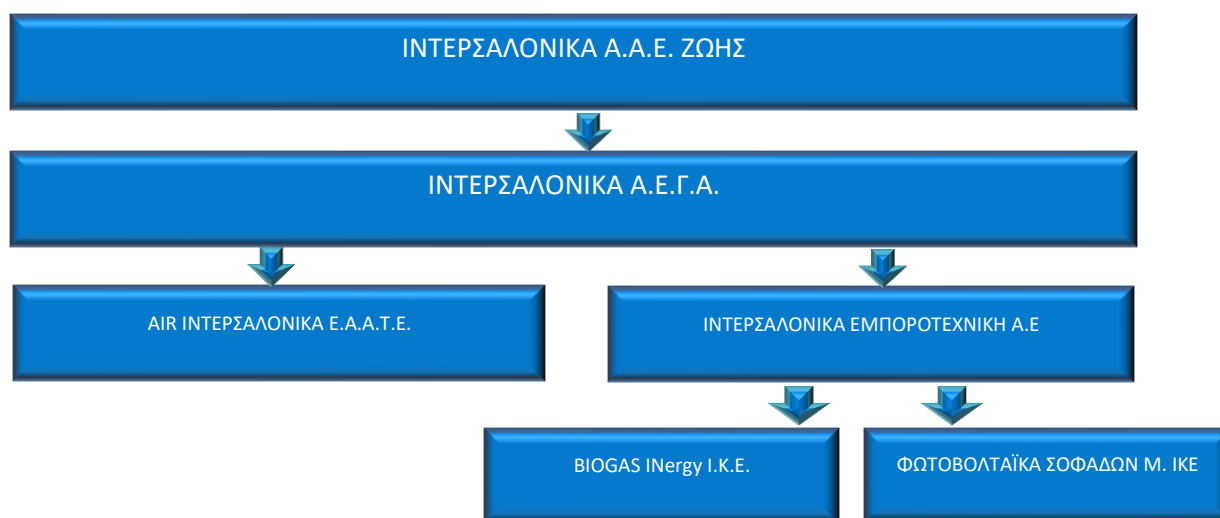 ΙΝΤΕΡΣΑΛΟΝΙΚΑ Α.Α.Ε. ΖΩΗΣ
ΙΝΤΕΡΣΑΛΟΝΙΚΑ Α.Ε.Γ.Α.
AIR ΙΝΤΕΡΣΑΛΟΝΙΚΑ Ε.Α.Α.Τ.Ε.
ΙΝΤΕΡΣΑΛΟΝΙΚΑ ΕΜΠΟΡΟΤΕΧΝΙΚΗ Α.Ε
BIOGAS INergy Ι.Κ.Ε.
ΦΩΤΟΒΟΛΤΑΪΚΑ ΣΟΦΑΔΩΝ Μ. ΙΚΕ